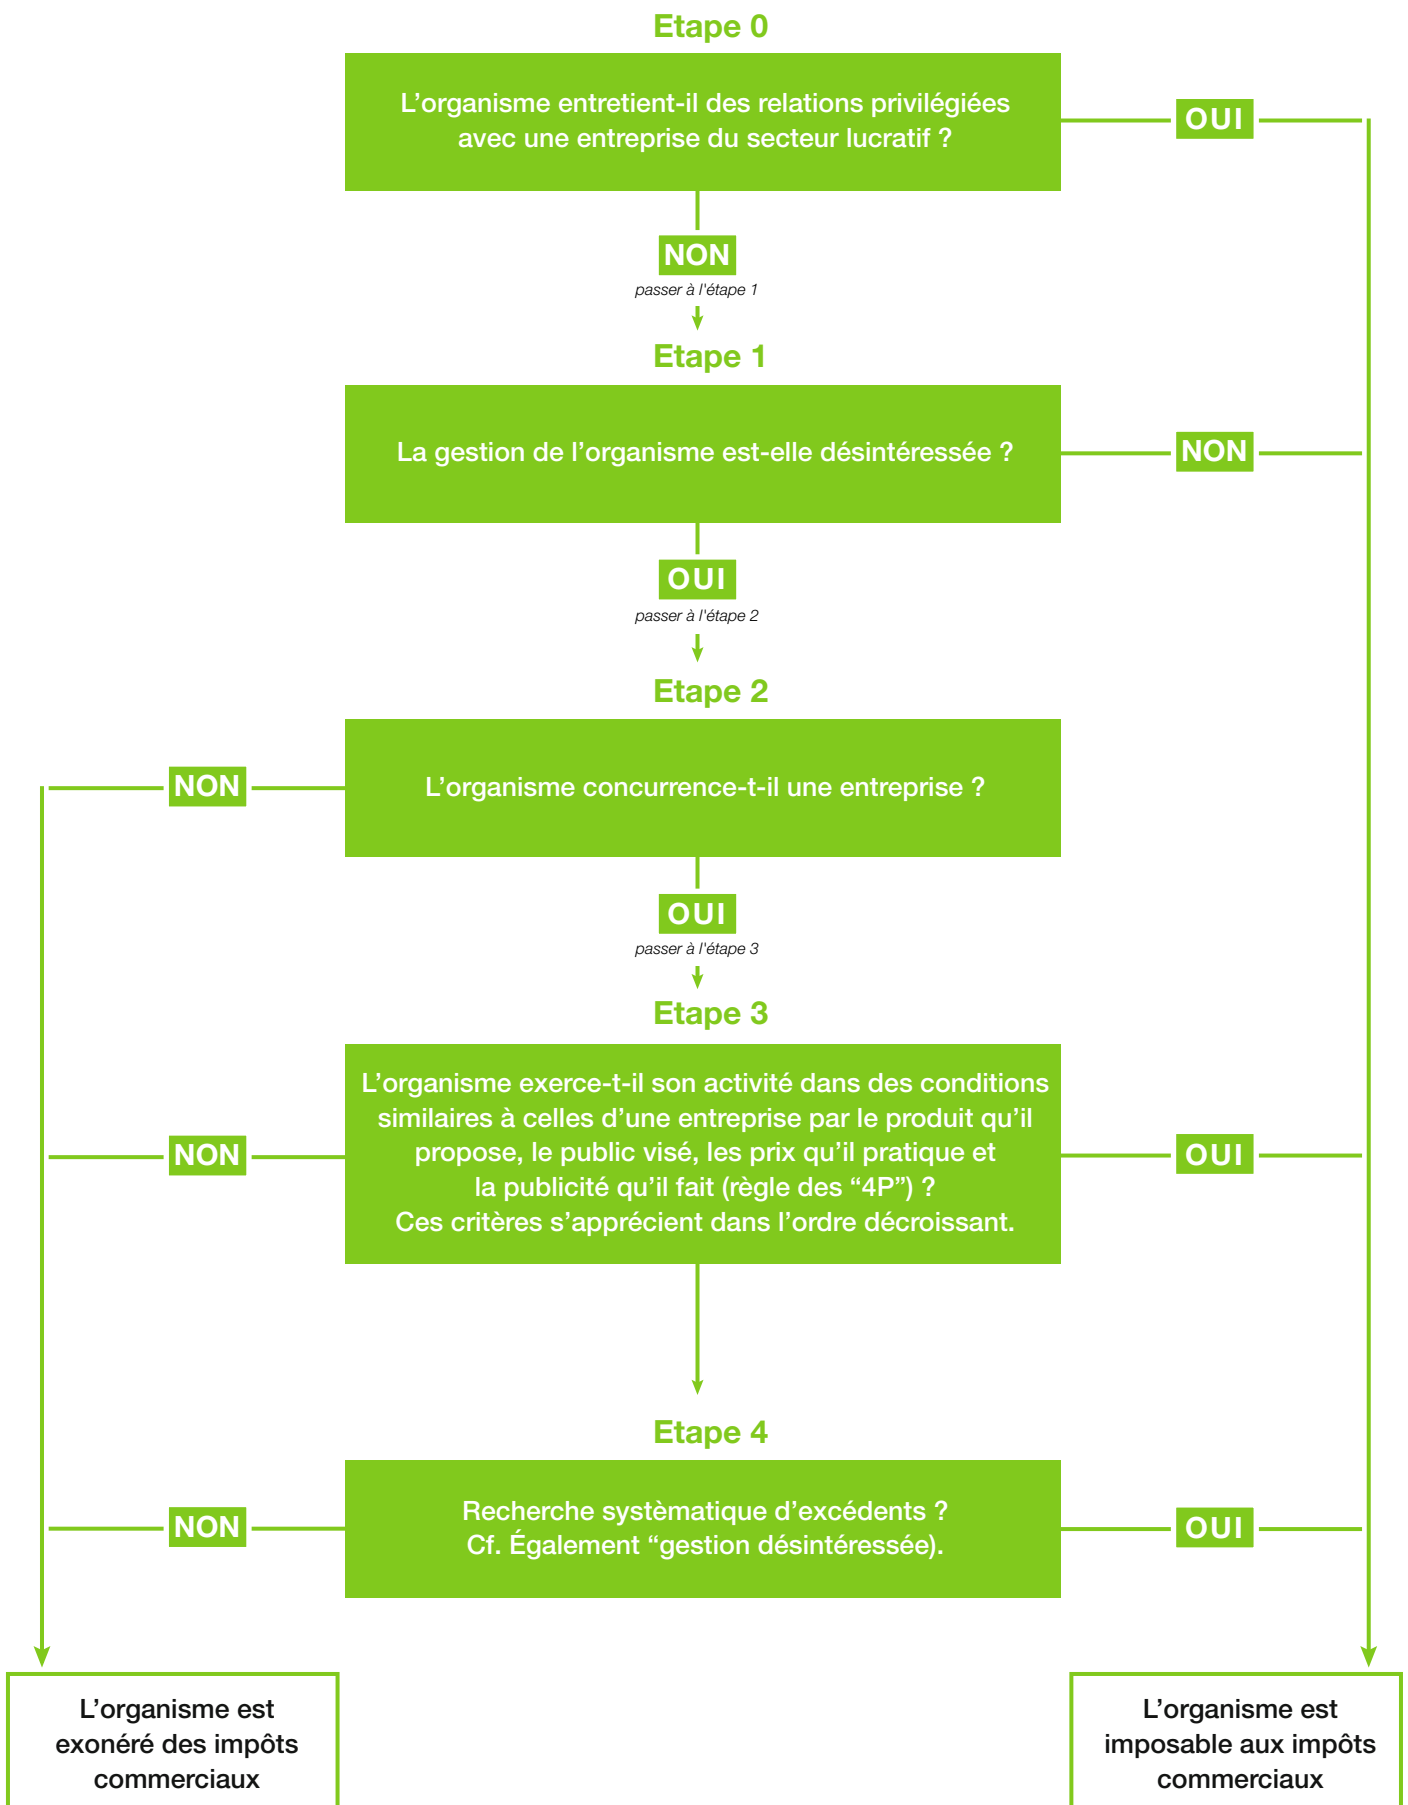 Etape 0
L'organisme entretient-il des relations privilégiées
avec une entreprise du secteur lucratif ?
OUI
NON
passer à l'étape 1
Etape 1
La gestion de l'organisme est-elle désintéressée ?
NON
OUI
passer à l'étape 2
Etape 2
NON
L'organisme concurrence-t-il une entreprise ?
OUI
passer à l'étape 3
Etape 3
L'organisme exerce-t-il son activité dans des conditions
similaires à celles d'une entreprise par le produit qu'il
propose, le public visé, les prix qu'il pratique et
la publicité qu'il fait (règle des “4P”) ?
Ces critères s'apprécient dans l'ordre décroissant.
NON
OUI
Etape 4
Recherche systèmatique d'excédents ?
Cf. Également “gestion désintéressée).
NON
OUI
L'organisme est
exonéré des impôts
commerciaux
L'organisme est
imposable aux impôts
commerciaux